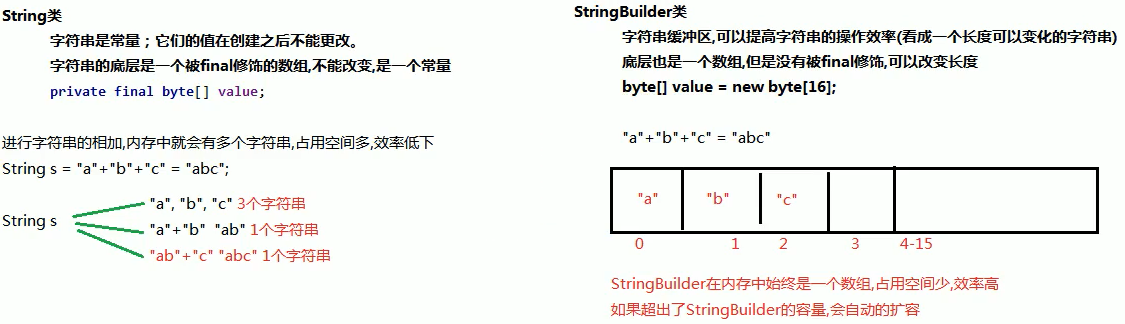 String类
字符串是常量；它们的值在创建之后不能更改。
字符串的底层是一个被final修饰的数组,不能改变,是一个常量
private final byte[] value;
进行字符串的相加,内存中就会有多个字符串,占用空间多,效率低下
String s = "a"+"b"+"c" = "abc";
String s
"a", "b", "c" 3个字符串
"a"+"b" "ab" 1个字符串
"ab"+"c" "abc" 1个字符串
StringBuilder类
字符串缓冲区,可以提高字符串的操作效率(看成一个长度可以变化的字符串)
底层也是一个数组,但是没有被final修饰,可以改变长度
byte[] value = new byte[16];
"a"+"b"+"c" = "abc"
"a" "b" "c"
0 1 2 3 4-15
StringBuilder在内存中始终是一个数组,占用空间少,效率高
如果超出了StringBuilder的容量,会自动的扩容